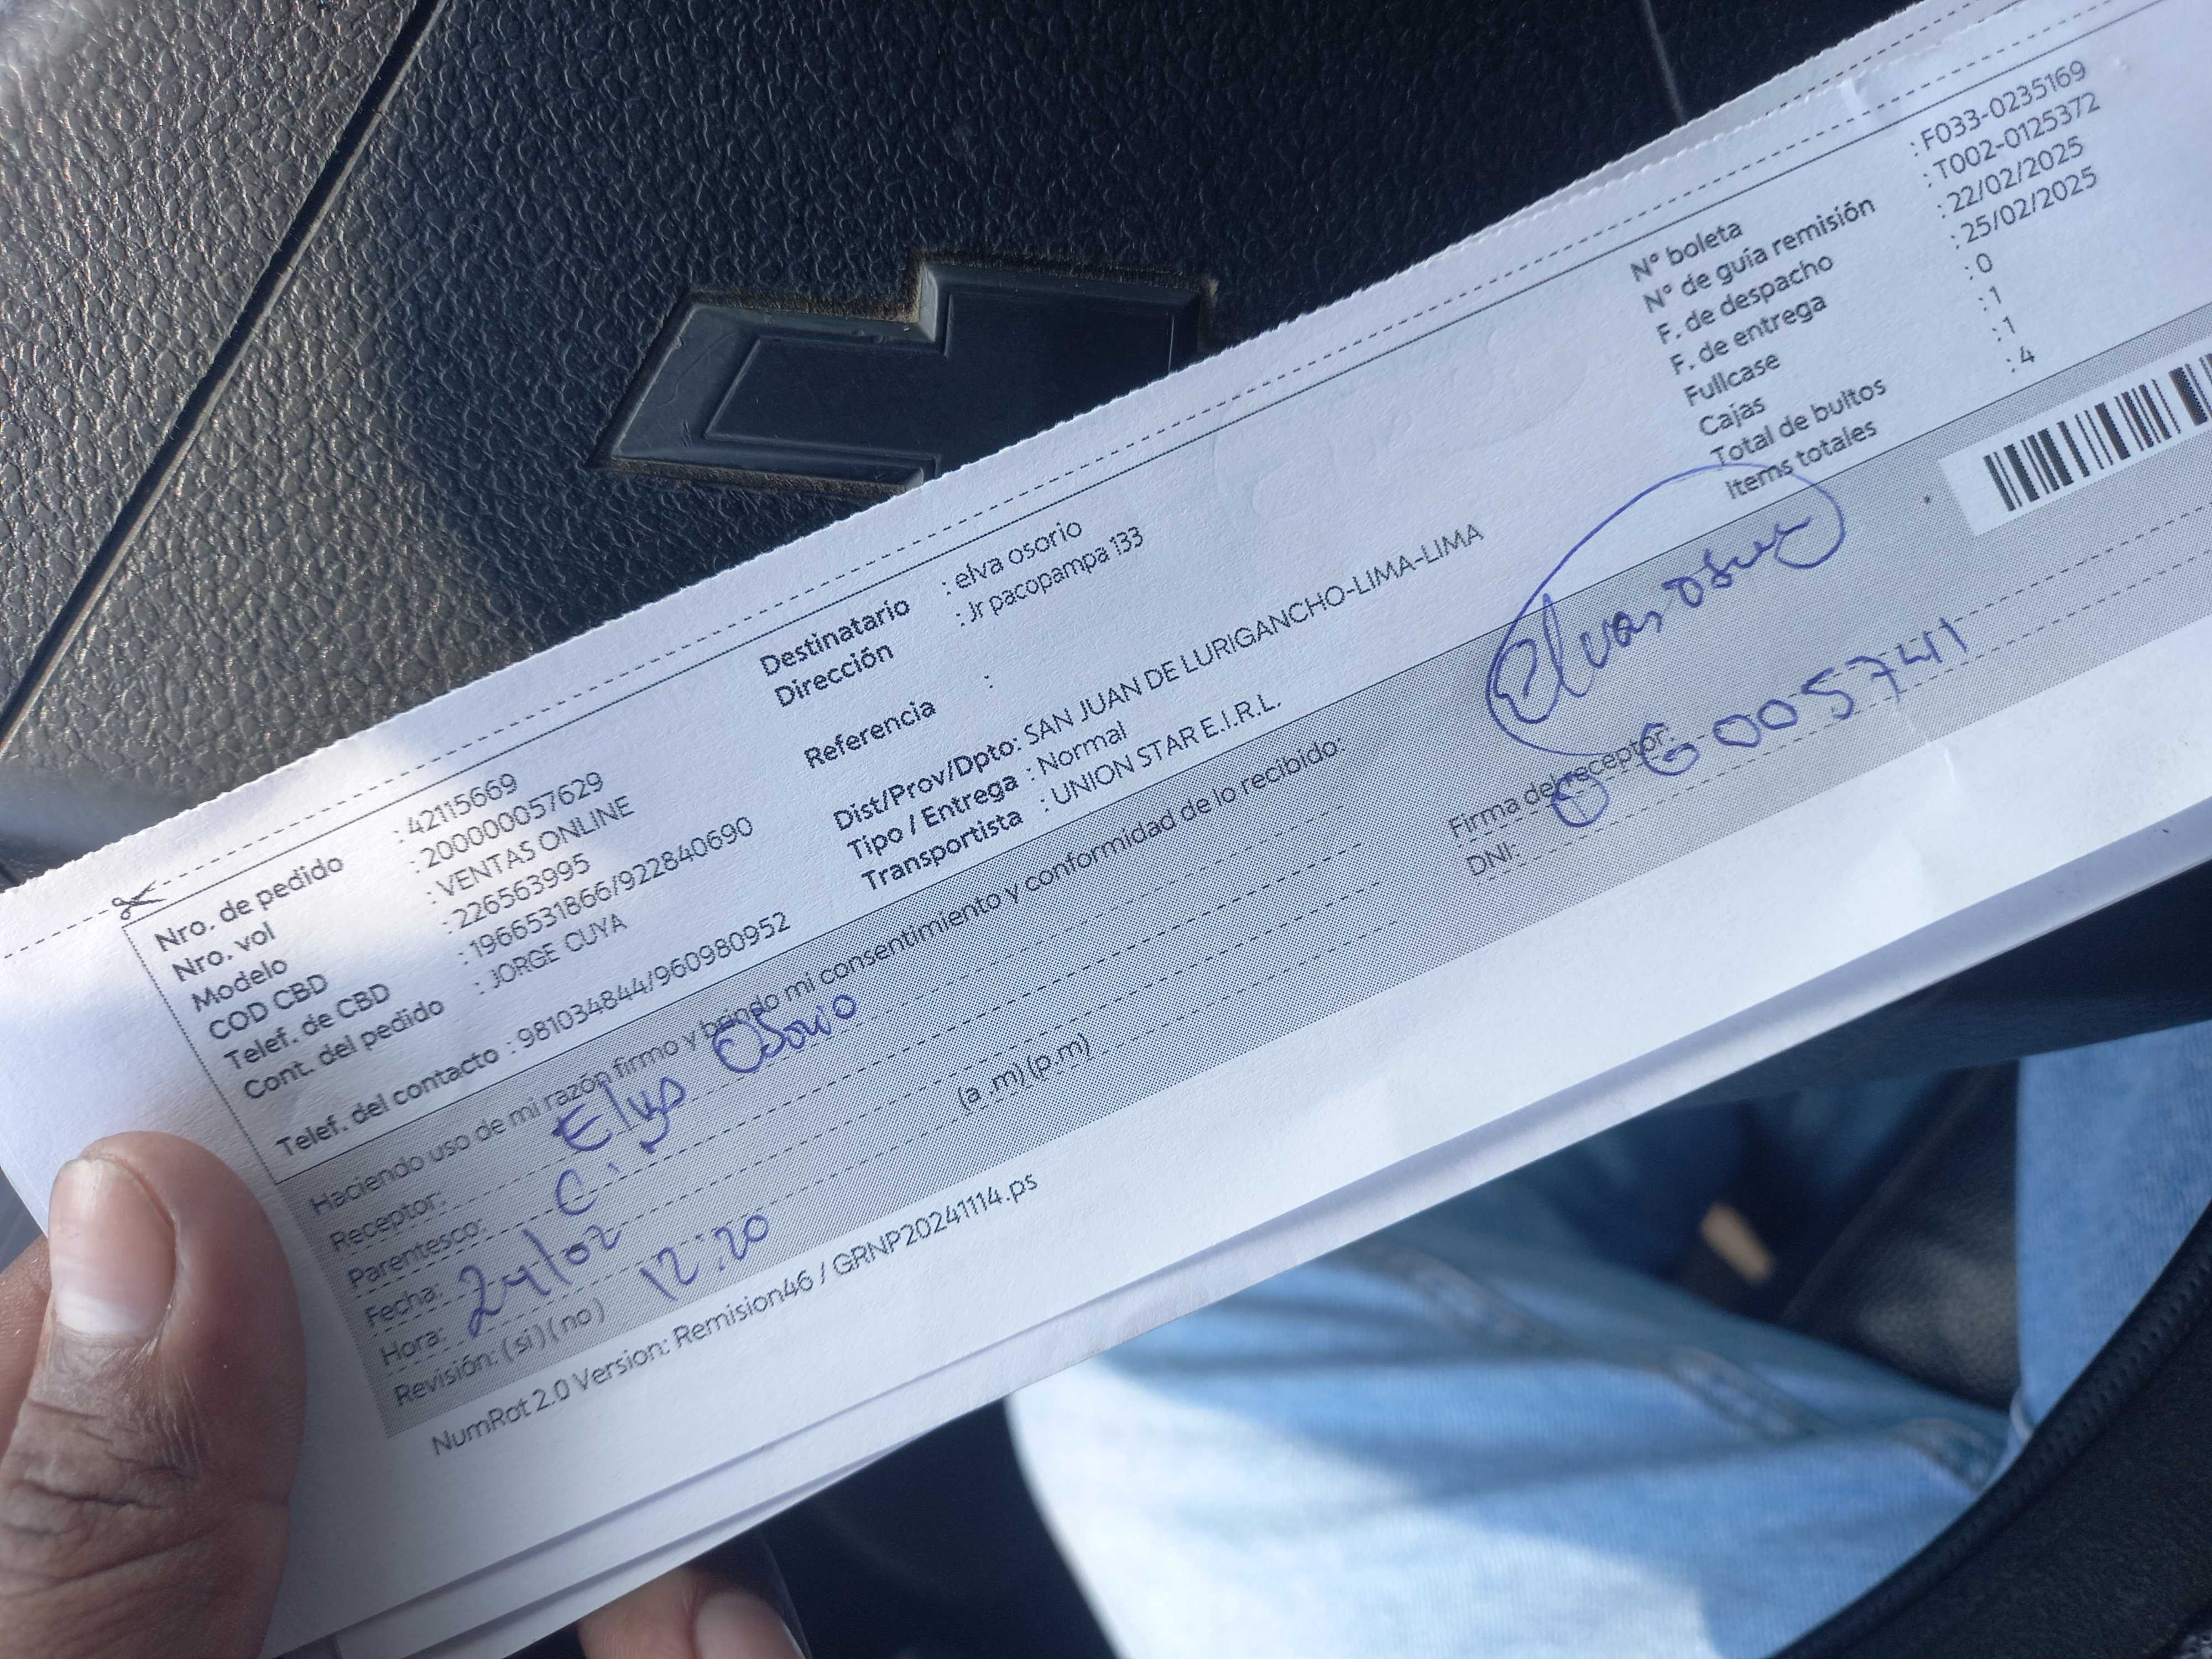 Nro. de pedido : 42115669
Nro. vol : 200000057629
Modelo : VENTAS ONLINE
COD CBD : 226563995
Telef. de CBD : 1966531866/922840690
Cont. del pedido : JORGE CUYA
Telef. del contacto : 981034844/960980952
Destinatario : elva osorio
Dirección : Jr pacopampa 133
Referencia :
Dist/Prov/Dpto: SAN JUAN DE LURIGANCHO-LIMA-LIMA
Tipo / Entrega : Normal
Transportista : UNION STAR E.I.R.L.
N° boleta : F033-0235169
N° de guía remisión : T002-0125372
F. de despacho : 22/02/2025
F. de entrega : 25/02/2025
Fullcase : 0
Cajas : 1
Total de bultos : 1
Items totales : 4
Haciendo uso de mi razón firmo y brindo mi consentimiento y conformidad de lo recibido:
Receptor: Osorio
Parentesco:
Fecha: 24/02
Hora: 12:20 (a .m) (p.m)
Revisión: (si) (no)
Firma del receptor:
DNI:
NumRot 2.0 Version: Remision46 / GRNP20241114.ps